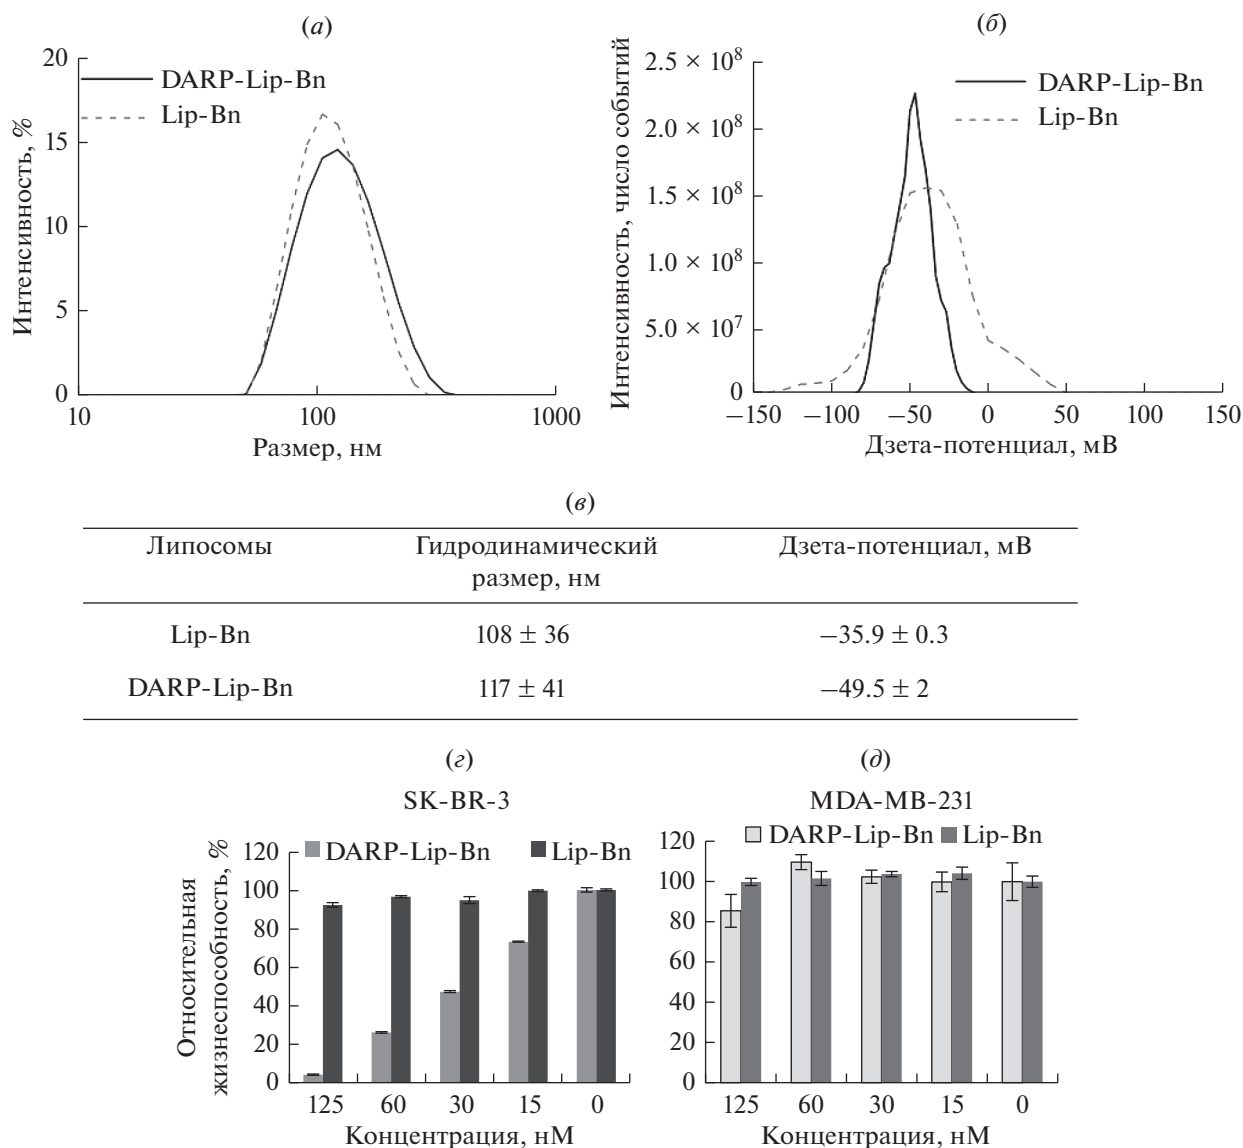 (а)
20
15
10
5
0
Интенсивность, %
DARP-Lip-Bn
Lip-Bn
10
100
1000
Размер, нм
(б)
2.5 × 10⁸
2.0 × 10⁸
1.5 × 10⁸
1.0 × 10⁸
5.0 × 10⁷
0
Интенсивность, число событий
DARP-Lip-Bn
Lip-Bn
−150
−100
−50
0
50
100
150
Дзета-потенциал, мВ
(в)
Липосомы
Гидродинамический
размер, нм
Дзета-потенциал, мВ
Lip-Bn
108 ± 36
−35.9 ± 0.3
DARP-Lip-Bn
117 ± 41
−49.5 ± 2
(г)
SK-BR-3
Относительная
жизнеспособность, %
120
100
80
60
40
20
0
DARP-Lip-Bn
Lip-Bn
125
60
30
15
0
Концентрация, нМ
(д)
MDA-MB-231
120
100
80
60
40
20
0
DARP-Lip-Bn
Lip-Bn
125
60
30
15
0
Концентрация, нМ